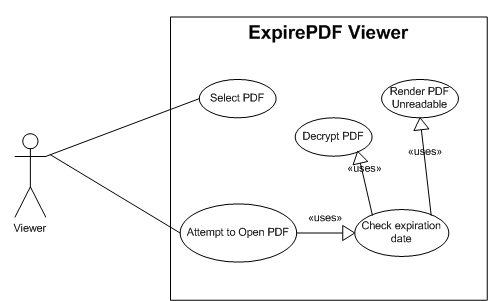 ExpirePDF Viewer
Select PDF
Render PDF
Unreadable
Decrypt PDF
«uses»
«uses»
Viewer
Attempt to Open PDF
«uses»
Check expiration
date